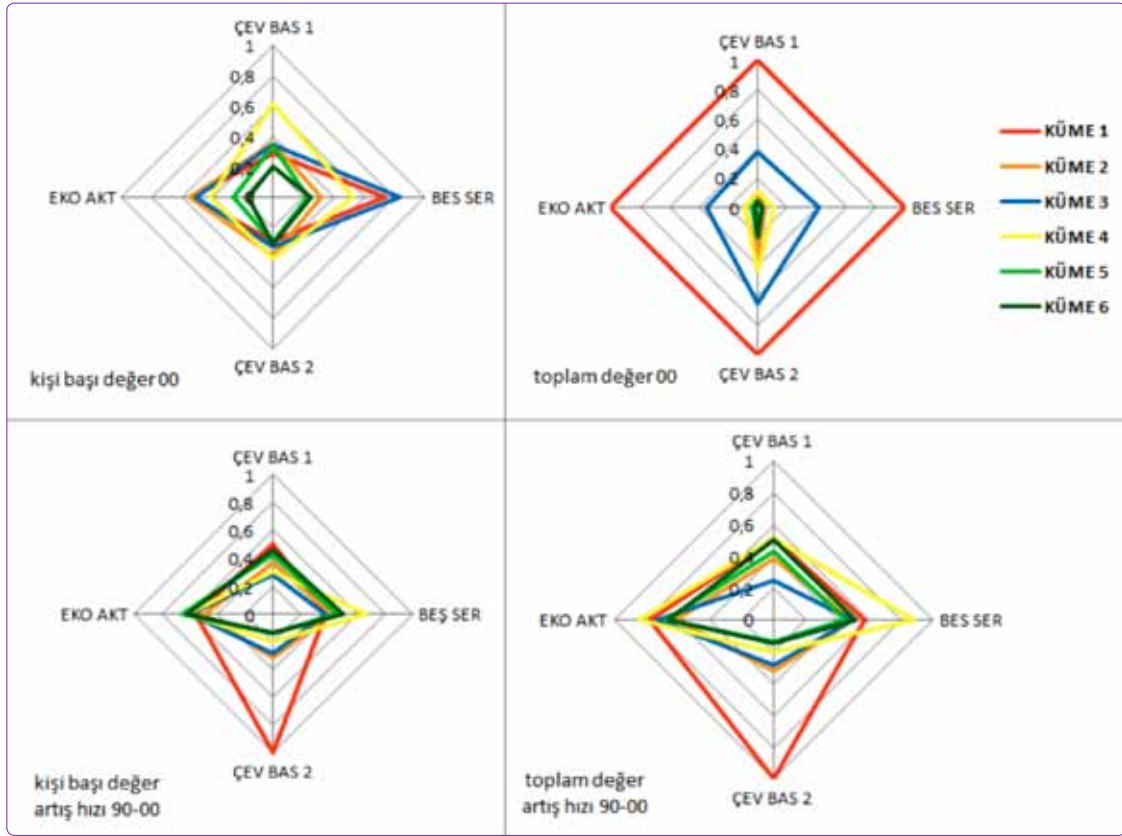 ÇEV BAS 1
1
0,8
0,6
0,4
0,2
0
EKO AKT
BES SER
ÇEV BAS 2
kişi başı değer 00
ÇEV BAS 1
1
0,8
0,6
0,4
0,2
0
EKO AKT
BES SER
ÇEV BAS 2
toplam değer 00
KÜME 1
KÜME 2
KÜME 3
KÜME 4
KÜME 5
KÜME 6
ÇEV BAS 1
1
0,8
0,6
0,4
0,2
0
EKO AKT
BEŞ SER
ÇEV BAS 2
kişi başı değer
artış hızı 90-00
ÇEV BAS 1
1
0,8
0,6
0,4
0,2
0
EKO AKT
BES SER
ÇEV BAS 2
toplam değer
artış hızı 90-00